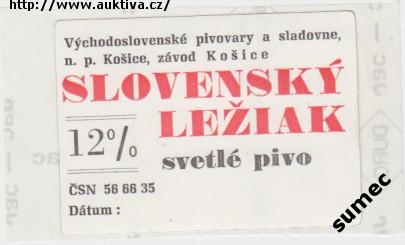 http://www.auktiva.cz/
Východoslovenské pivovary a sladovne,
n. p. Košice, závod Košice
SLOVENSKÝ
LEŽIAK
12%
svetlé pivo
ČSN 56 66 35
Dátum :
sumec